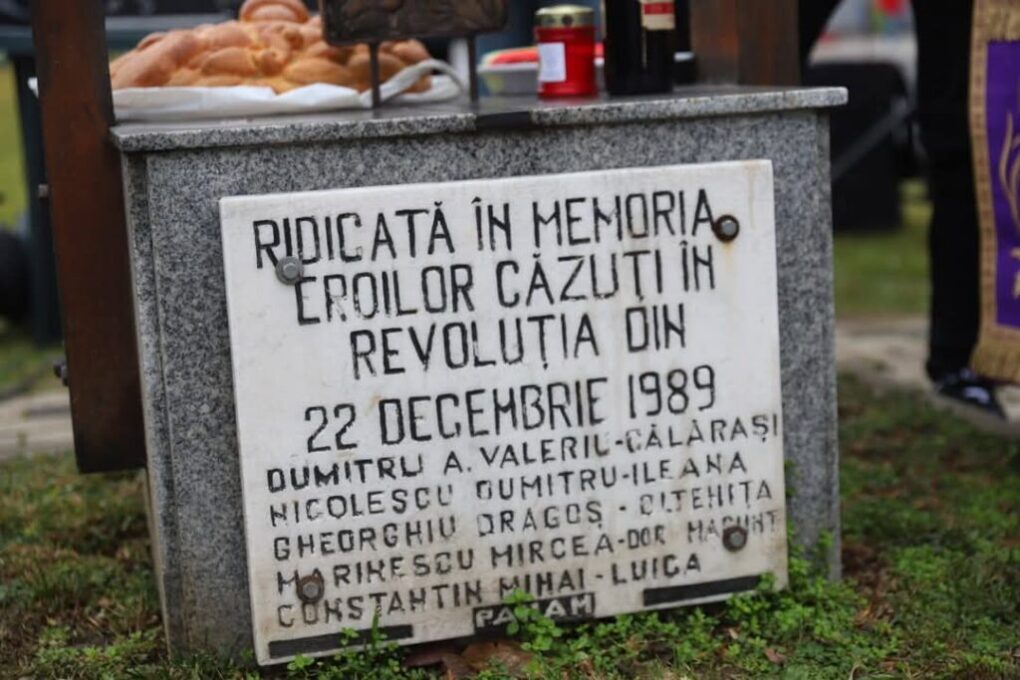 RIDICATĂ ÎN MEMORIA
EROILOR CĂZUȚI ÎN
REVOLUȚIA DIN
22 DECEMBRIE 1989
DUMITRU A. VALERIU-CĂLĂRAȘI
NICOLESCU DUMITRU-ILEANA
GHEORGHIU DRAGOȘ - OLTENIȚA
MARINESCU MIRCEA-DOR MĂRUNT
CONSTANTIN MIHAI - LUICA